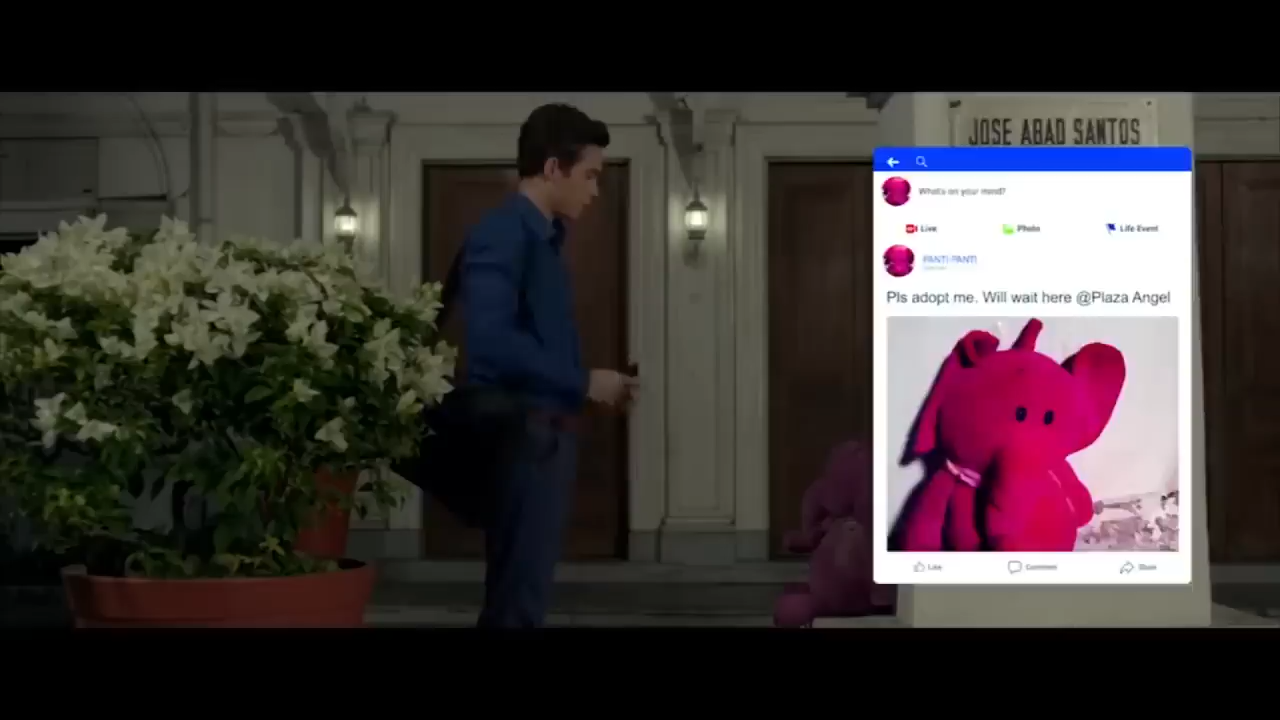 JOSE ABAD SANTOS
What's on your mind?
Live
Photo
Life Event
PANTI-PANTI
Pls adopt me. Will wait here @Plaza Angel
Like
Comment
Share